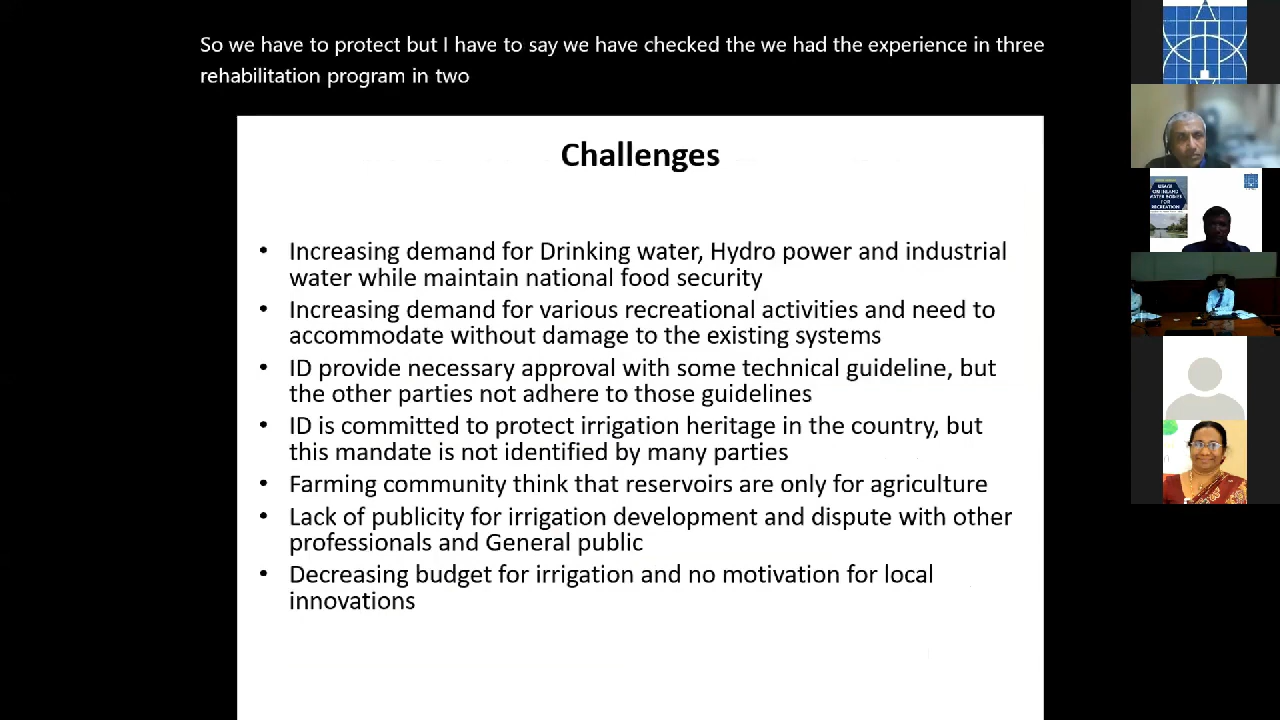 So we have to protect but I have to say we have checked the we had the experience in three
rehabilitation program in two
Challenges
• Increasing demand for Drinking water, Hydro power and industrial
water while maintain national food security
• Increasing demand for various recreational activities and need to
accommodate without damage to the existing systems
• ID provide necessary approval with some technical guideline, but
the other parties not adhere to those guidelines
• ID is committed to protect irrigation heritage in the country, but
this mandate is not identified by many parties
• Farming community think that reservoirs are only for agriculture
• Lack of publicity for irrigation development and dispute with other
professionals and General public
• Decreasing budget for irrigation and no motivation for local
innovations
WATER BODIES
FOR
RECREATION